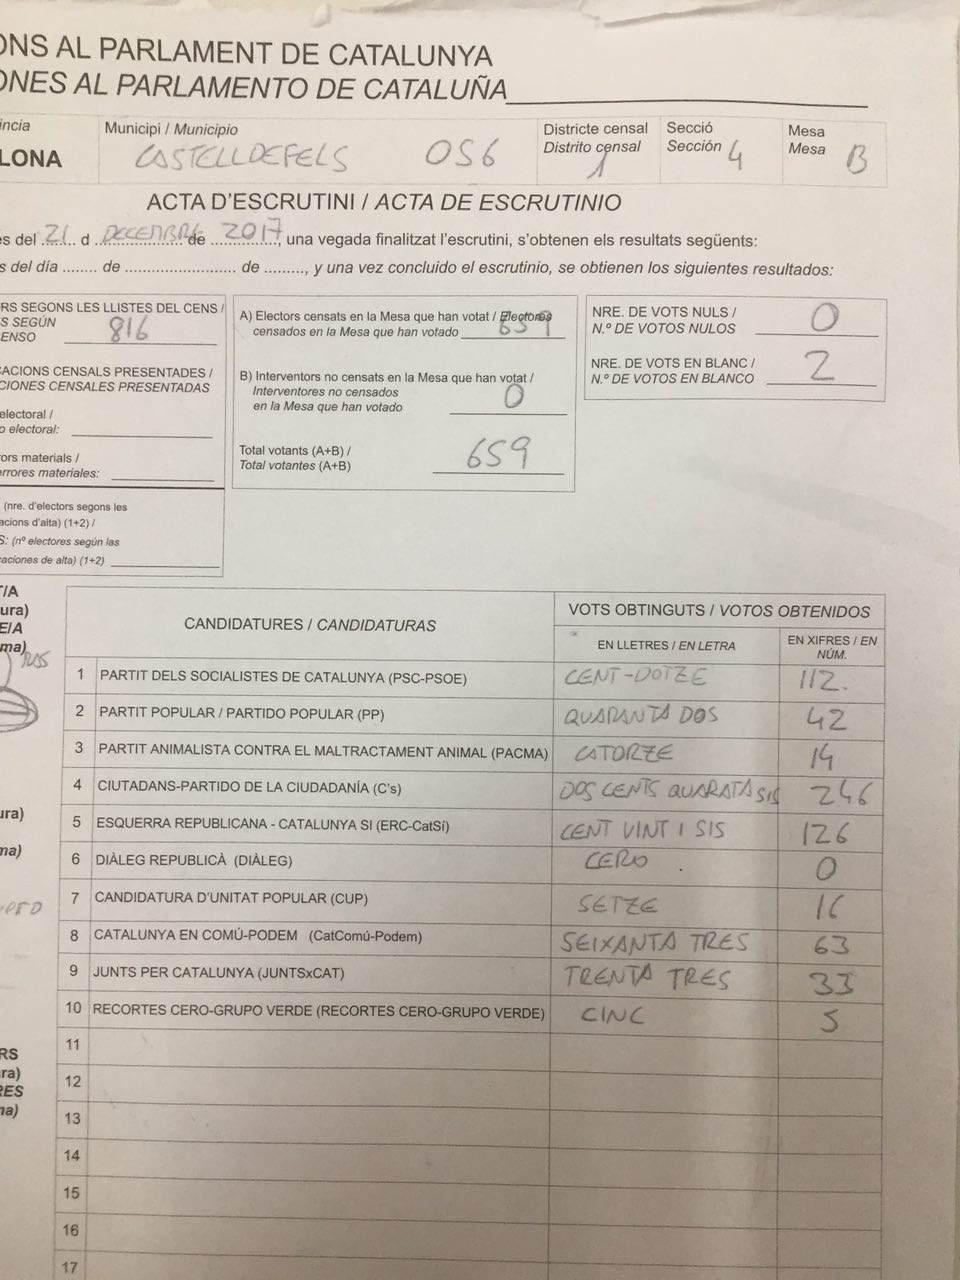 ONS AL PARLAMENT DE CATALUNYA
ONES AL PARLAMENTO DE CATALUÑA
incia
LONA
Municipi / Municipio
CASTELLDEFELS 056
Districte censal
Distrito censal
1
Secció
Sección
4
Mesa
Mesa
B
ACTA D'ESCRUTINI / ACTA DE ESCRUTINIO
s del 21 d DECEMBRE de 2017, una vegada finalitzat l'escrutini, s'obtenen els resultats següents:
s del día ........ de ............................ de ........., y una vez concluido el escrutinio, se obtienen los siguientes resultados:
RS SEGONS LES LLISTES DEL CENS /
S SEGÚN
ENSO 816
CACIONS CENSALS PRESENTADES /
CIONES CENSALES PRESENTADAS
electoral /
o electoral:
ors materials /
errores materiales:
(nre. d'electors segons les
acions d'alta) (1+2) /
S: (nº electores según las
caciones de alta) (1+2)
A) Electors censats en la Mesa que han votat / Electores
censados en la Mesa que han votado 659
B) Interventors no censats en la Mesa que han votat /
Interventores no censados
en la Mesa que han votado 0
Total votants (A+B) /
Total votantes (A+B) 659
NRE. DE VOTS NULS /
N.º DE VOTOS NULOS 0
NRE. DE VOTS EN BLANC /
N.º DE VOTOS EN BLANCO 2
T/A
ura)
E/A
ma)
ura)
ma)
RS
ra)
RES
na)
CANDIDATURES / CANDIDATURAS
VOTS OBTINGUTS / VOTOS OBTENIDOS
EN LLETRES / EN LETRA
EN XIFRES / EN
NÚM.
1 PARTIT DELS SOCIALISTES DE CATALUNYA (PSC-PSOE) CENT-DOTZE 112.
2 PARTIT POPULAR / PARTIDO POPULAR (PP) QUARANTA DOS 42
3 PARTIT ANIMALISTA CONTRA EL MALTRACTAMENT ANIMAL (PACMA) CATORZE 14
4 CIUTADANS-PARTIDO DE LA CIUDADANÍA (C's) DOS CENTS QUARATA SIS 246
5 ESQUERRA REPUBLICANA - CATALUNYA SI (ERC-CatSí) CENT VINT I SIS 126
6 DIÀLEG REPUBLICÀ (DIÀLEG) CERO 0
7 CANDIDATURA D'UNITAT POPULAR (CUP) SETZE 16
8 CATALUNYA EN COMÚ-PODEM (CatComú-Podem) SEIXANTA TRES 63
9 JUNTS PER CATALUNYA (JUNTSxCAT) TRENTA TRES 33
10 RECORTES CERO-GRUPO VERDE (RECORTES CERO-GRUPO VERDE) CINC 5
11
12
13
14
15
16
17